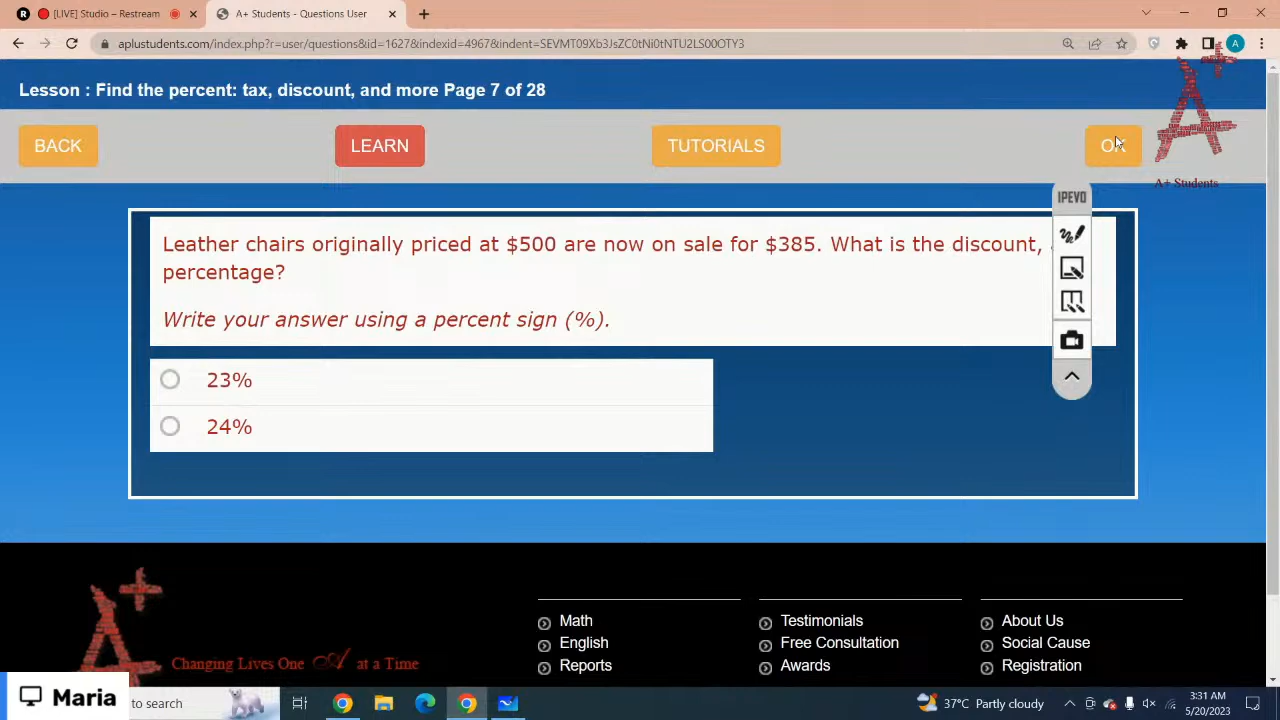 [LIVE] Studio – Restream
A+ Students - Questions User
aplustudents.com/index.php?r=user/questions&id=1627&indexid=4967&indent=SEVMT09Xb3JsZC0tNi0tNTU2LS00OTY3
Lesson : Find the percent: tax, discount, and more Page 7 of 28
BACK
LEARN
TUTORIALS
OK
A+
A+ Students
IPEVO
Leather chairs originally priced at $500 are now on sale for $385. What is the discount,
percentage?
Write your answer using a percent sign (%).
23%
24%
A+
Changing Lives One A at a Time
Math
English
Reports
Testimonials
Free Consultation
Awards
About Us
Social Cause
Registration
Maria
to search
37°C Partly cloudy
3:31 AM
5/20/2023